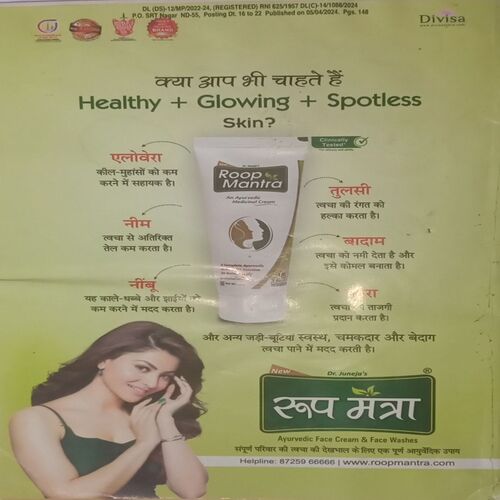 DL (DS)-12/MP/2022-24, (REGISTERED) RNI 625/1957 DL(C)-14/1088/2024
P.O. SRT Nagar ND-55, Posting Dt. 16 to 22 Published on 05/04/2024. Pgs. 148
Divisa
क्या आप भी चाहते हैं
Healthy + Glowing + Spotless
Skin?
Clinically
Tested*
एलोवेरा
कील-मुहांसों को कम
करने में सहायक है।
Roop
Mantra
An Ayurvedic
Medicinal Cream
तुलसी
त्वचा की रंगत को
हल्का करता है।
नीम
त्वचा से अतिरिक्त
तेल कम करता है।
बादाम
त्वचा को नमी देता है और
इसे कोमल बनाता है।
नींबू
यह काले-धब्बे और झाईयों को
कम करने में मदद करता है।
त्वचा ताजगी
प्रदान करता है।
और अन्य जड़ी-बूटियां स्वस्थ, चमकदार और बेदाग
त्वचा पाने में मदद करती है।
New
Dr. Juneja's
रूप मंत्रा
®
Ayurvedic Face Cream & Face Washes
संपूर्ण परिवार की त्वचा की देखभाल के लिए एक पूर्ण आयुर्वेदिक उपाय
Helpline: 87259 66666 | www.roopmantra.com